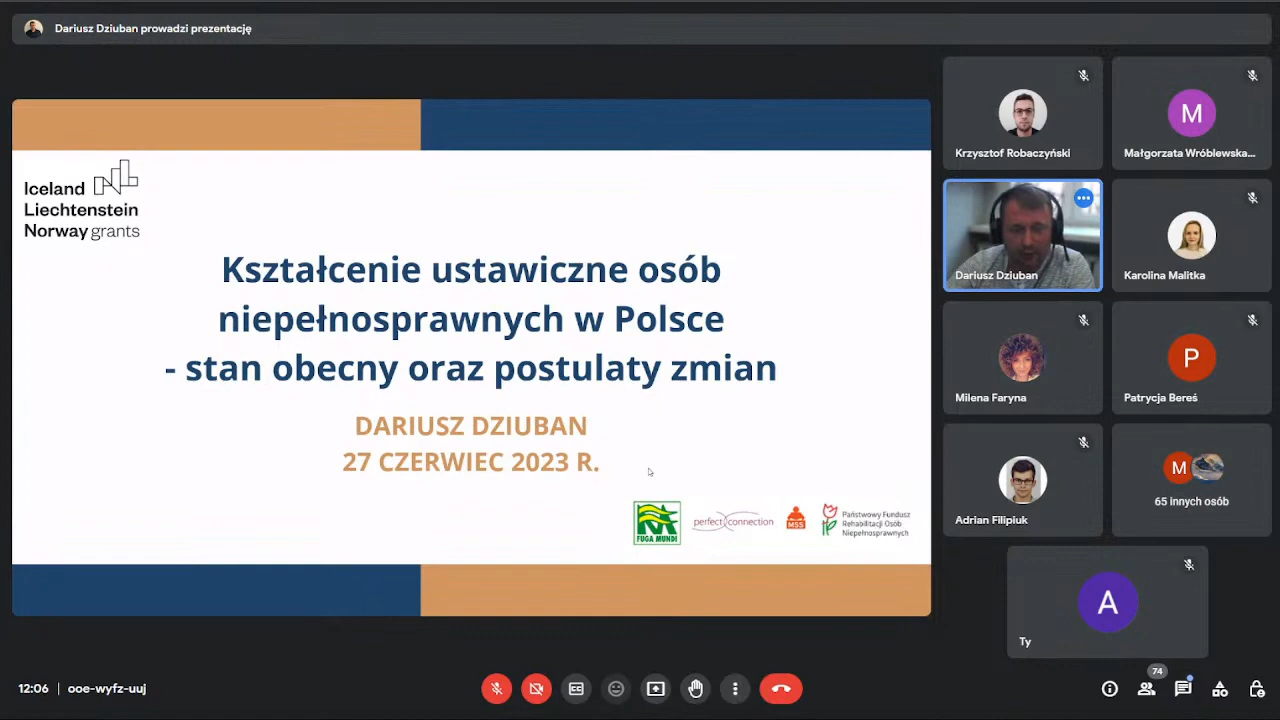 Dariusz Dziuban prowadzi prezentację
Iceland
Liechtenstein
Norway grants
Kształcenie ustawiczne osób
niepełnosprawnych w Polsce
- stan obecny oraz postulaty zmian
DARIUSZ DZIUBAN
27 CZERWIEC 2023 R.
FUGA MUNDI
perfect connection
MSS
Państwowy Fundusz
Rehabilitacji Osób
Niepełnosprawnych
Krzysztof Robaczyński
M
Małgorzata Wróblewska...
Dariusz Dziuban
Karolina Malitka
Milena Faryna
P
Patrycja Bereś
Adrian Filipiuk
M
65 innych osób
A
Ty
12:06 | ooe-wyfz-uuj
74